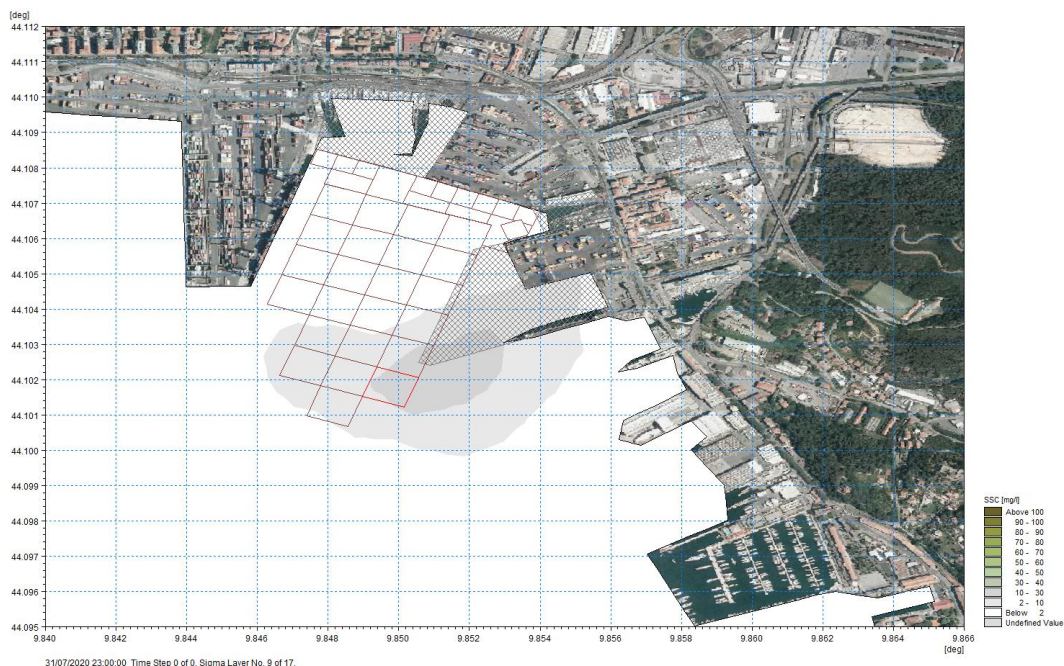 [deg]
44.112
44.111
44.110
44.109
44.108
44.107
44.106
44.105
44.104
44.103
44.102
44.101
44.100
44.099
44.098
44.097
44.096
44.095
9.840 9.842 9.844 9.846 9.848 9.850 9.852 9.854 9.856 9.858 9.860 9.862 9.864 9.866
[deg]
SSC [mg/l]
Above 100
90 - 100
80 - 90
70 - 80
60 - 70
50 - 60
40 - 50
30 - 40
10 - 30
2 - 10
Below 2
Undefined Value
31/07/2020 23:00:00 Time Step 0 of 0. Sigma Layer No. 9 of 17.